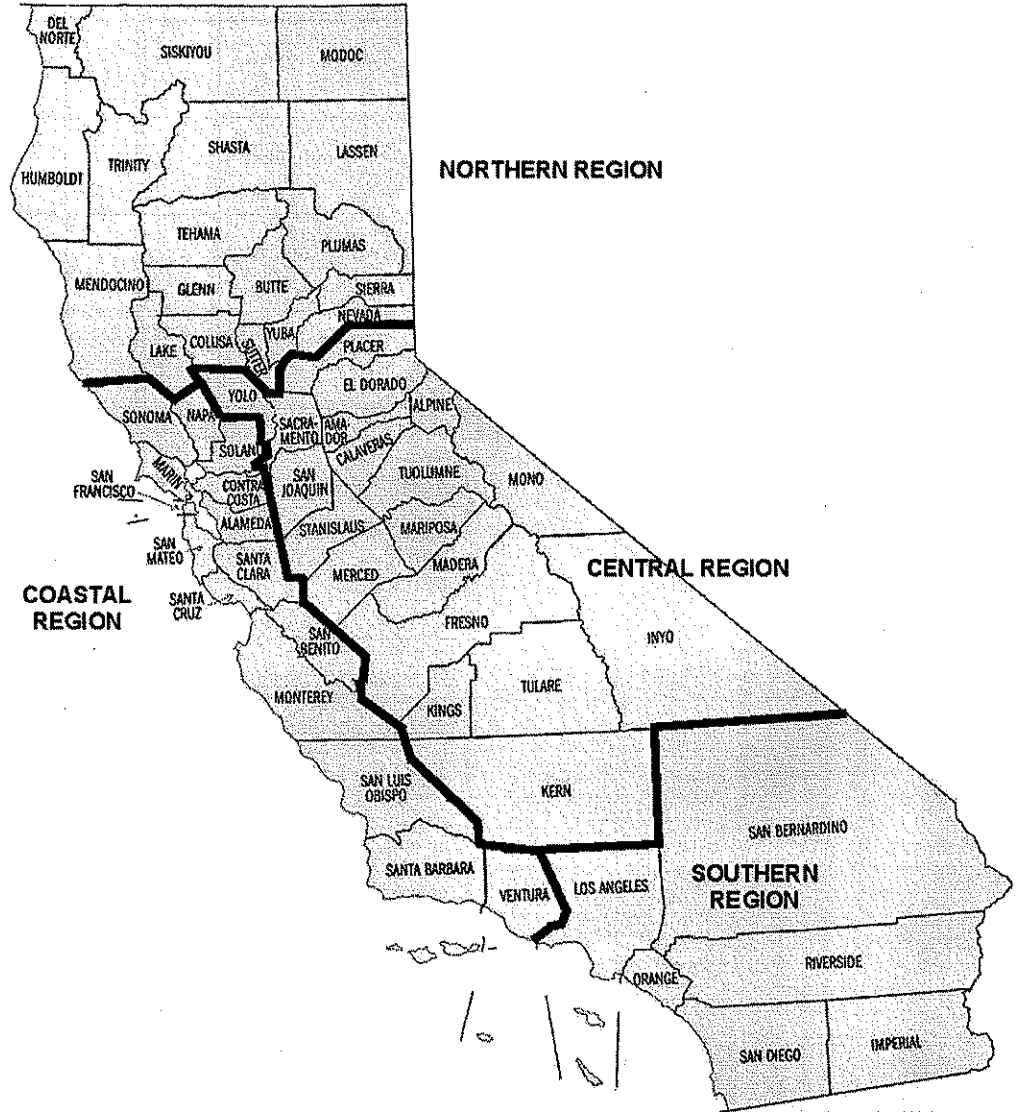 DEL
NORTE
SISKIYOU
MODOC
HUMBOLDT
TRINITY
SHASTA
LASSEN
NORTHERN REGION
TEHAMA
PLUMAS
MENDOCINO
GLENN
BUTTE
SIERRA
NEVADA
YUBA
COLUSA
SUTTER
LAKE
PLACER
YOLO
EL DORADO
SONOMA
NAPA
ALPINE
SACRA-
MENTO
AMA
DOR
SOLAN
CALAVERAS
TUOLUMNE
MONO
MARIN
SAN
FRANCISCO
CONTRA
COSTA
SAN
JOAQUIN
ALAMEDA
STANISLAUS
MARIPOSA
SAN
MATEO
SANTA
CLARA
MERCED
MADERA
CENTRAL REGION
COASTAL
REGION
SANTA
CRUZ
SAN
BENITO
FRESNO
INYO
MONTEREY
KINGS
TULARE
SAN LUIS
OBISPO
KERN
SAN BERNARDINO
SANTA BARBARA
VENTURA
LOS ANGELES
SOUTHERN
REGION
ORANGE
RIVERSIDE
SAN DIEGO
IMPERIAL